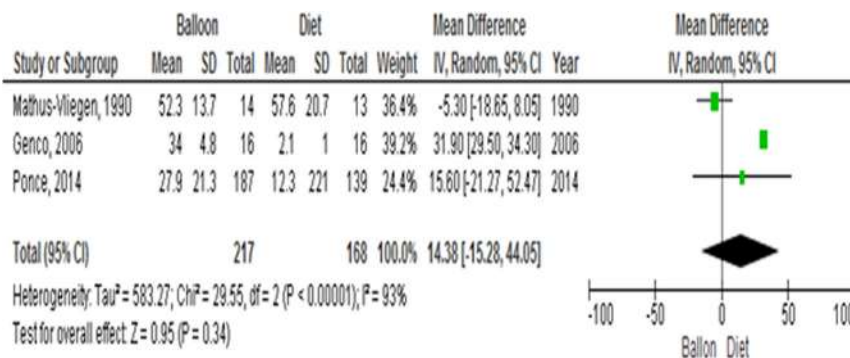 Balloon Diet Mean Difference Mean Difference
Study or Subgroup Mean SD Total Mean SD Total Weight IV, Random, 95% CI Year IV, Random, 95% CI
Mathus-Vliegen, 1990 52.3 13.7 14 57.6 20.7 13 36.4% -5.30 [-18.65, 8.05] 1990
Genco, 2006 34 4.8 16 2.1 1 16 39.2% 31.90 [29.50, 34.30] 2006
Ponce, 2014 27.9 21.3 187 12.3 221 139 24.4% 15.60 [-21.27, 52.47] 2014
Total (95% CI) 217 168 100.0% 14.38 [-15.28, 44.05]
Heterogeneity: Tau² = 583.27; Chi² = 29.55, df = 2 (P < 0.00001); I² = 93%
Test for overall effect: Z = 0.95 (P = 0.34)
-100 -50 0 50 100
Ballon Diet